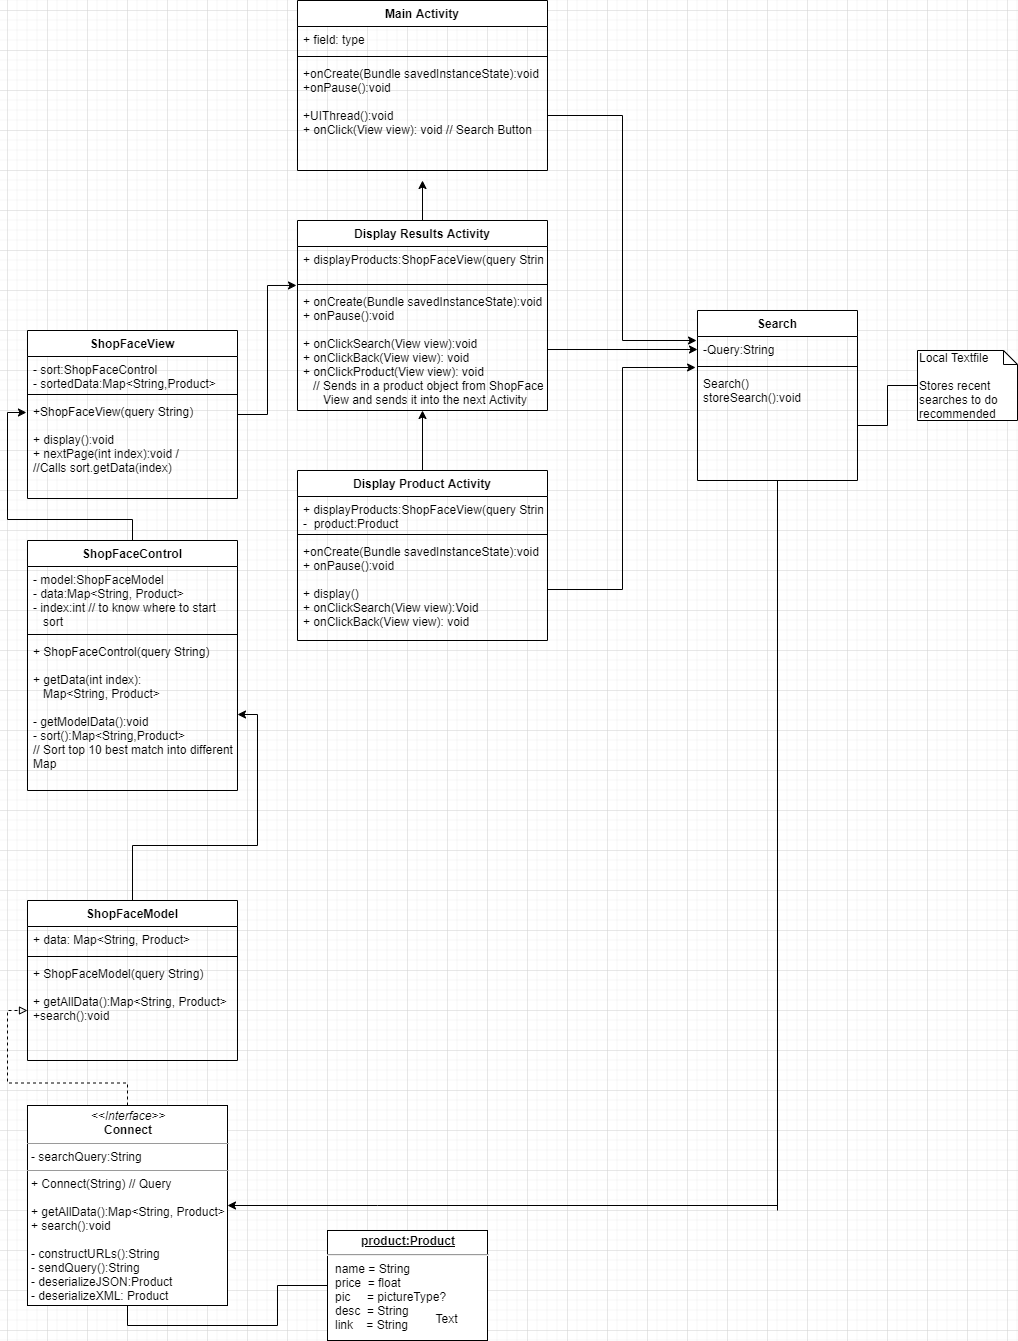 Main Activity
+ field: type
+onCreate(Bundle savedInstanceState):void
+onPause():void
+UIThread():void
+ onClick(View view): void // Search Button
Display Results Activity
+ displayProducts:ShopFaceView(query Strin
+ onCreate(Bundle savedInstanceState):void
+ onPause():void
+ onClickSearch(View view):void
+ onClickBack(View view): void
+ onClickProduct(View view): void
// Sends in a product object from ShopFace
View and sends it into the next Activity
Search
-Query:String
Search()
storeSearch():void
Local Textfile
Stores recent
searches to do
recommended
ShopFaceView
- sort:ShopFaceControl
- sortedData:Map<String,Product>
+ShopFaceView(query String)
+ display():void
+ nextPage(int index):void /
//Calls sort.getData(index)
Display Product Activity
+ displayProducts:ShopFaceView(query Strin
- product:Product
+onCreate(Bundle savedInstanceState):void
+ onPause():void
+ display()
+ onClickSearch(View view):Void
+ onClickBack(View view): void
ShopFaceControl
- model:ShopFaceModel
- data:Map<String, Product>
- index:int // to know where to start
sort
+ ShopFaceControl(query String)
+ getData(int index):
Map<String, Product>
- getModelData():void
- sort():Map<String,Product>
// Sort top 10 best match into different
Map
ShopFaceModel
+ data: Map<String, Product>
+ ShopFaceModel(query String)
+ getAllData():Map<String, Product>
+search():void
<<Interface>>
Connect
- searchQuery:String
+ Connect(String) // Query
+ getAllData():Map<String, Product>
+ search():void
- constructURLs():String
- sendQuery():String
- deserializeJSON:Product
- deserializeXML: Product
product:Product
name = String
price = float
pic = pictureType?
desc = String
link = String
Text